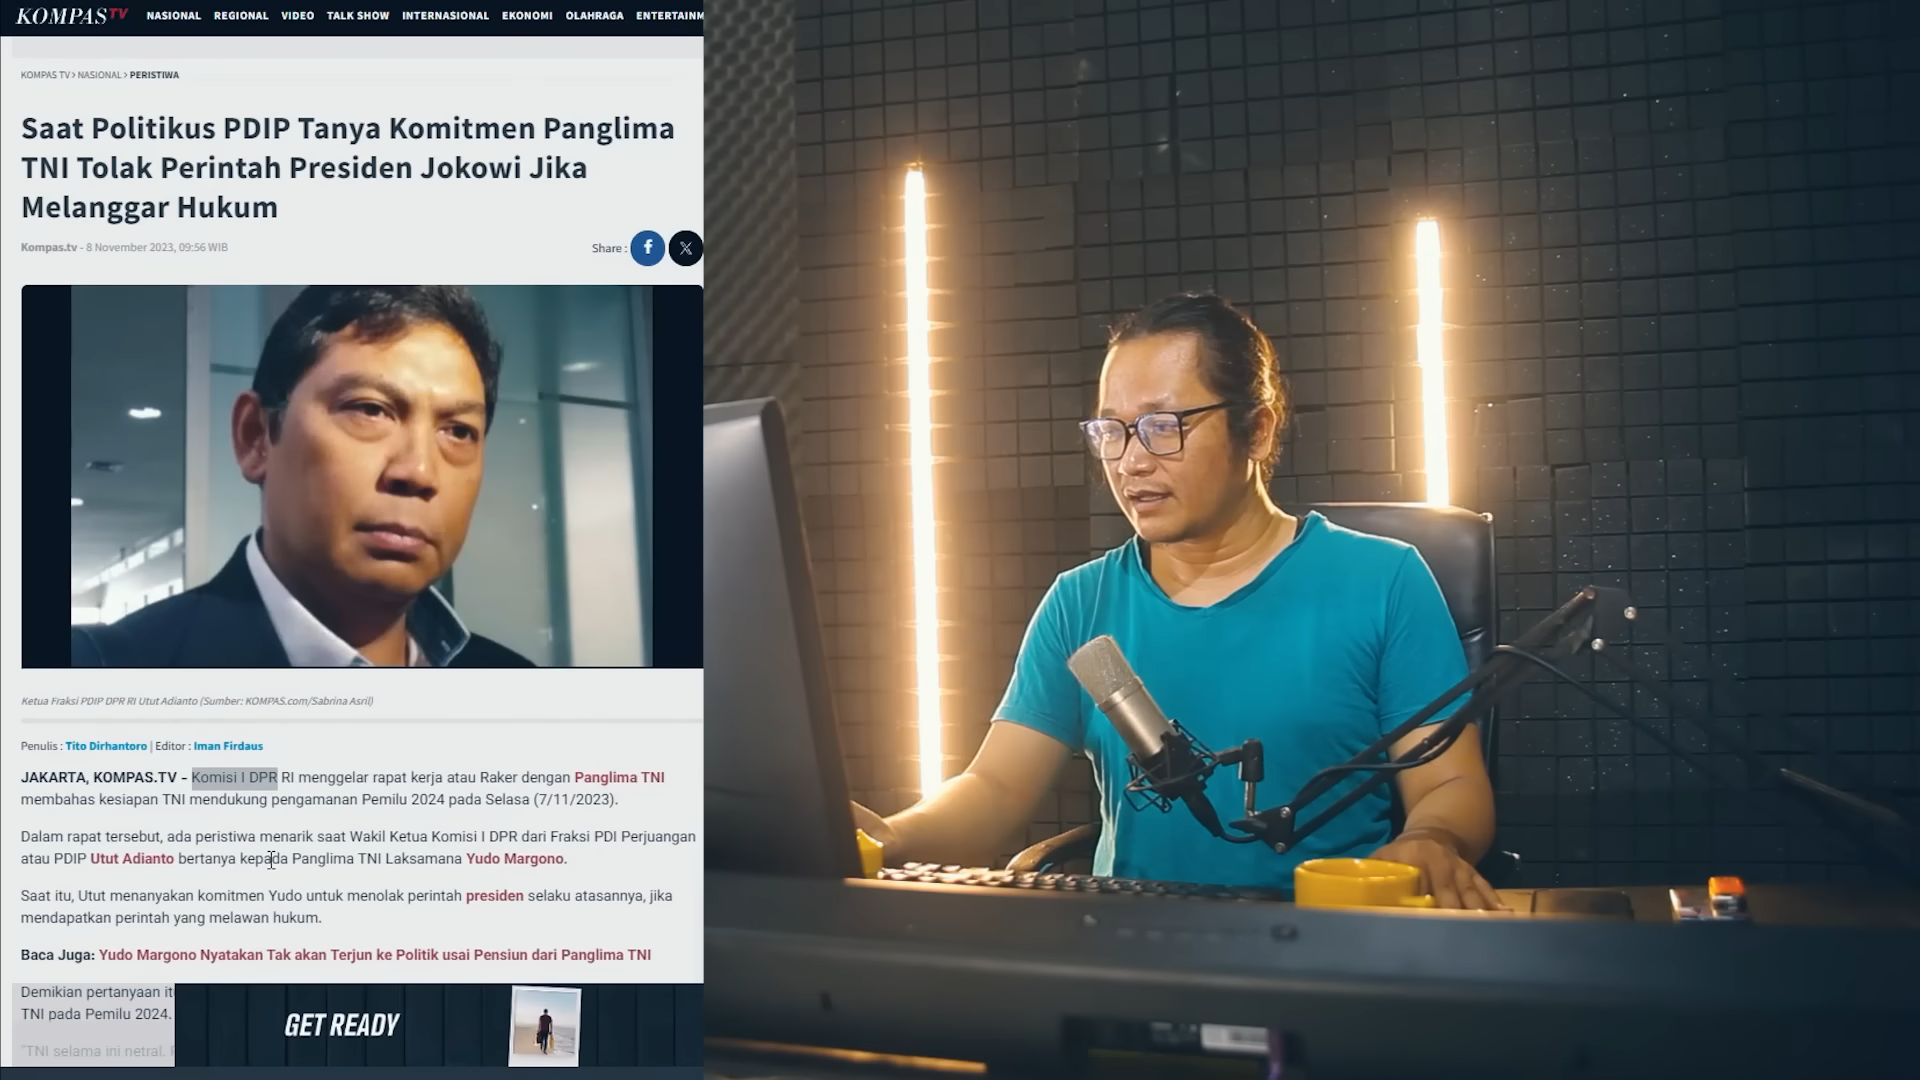 KOMPASTV NASIONAL REGIONAL VIDEO TALK SHOW INTERNASIONAL EKONOMI OLAHRAGA ENTERTAINM
KOMPAS TV > NASIONAL > PERISTIWA
Saat Politikus PDIP Tanya Komitmen Panglima
TNI Tolak Perintah Presiden Jokowi Jika
Melanggar Hukum
Kompas.tv - 8 November 2023, 09:56 WIB
Share : f X
Ketua Fraksi PDIP DPR RI Utut Adianto (Sumber: KOMPAS.com/Sabrina Asril)
Penulis : Tito Dirhantoro | Editor : Iman Firdaus
JAKARTA, KOMPAS.TV - Komisi I DPR RI menggelar rapat kerja atau Raker dengan Panglima TNI
membahas kesiapan TNI mendukung pengamanan Pemilu 2024 pada Selasa (7/11/2023).
Dalam rapat tersebut, ada peristiwa menarik saat Wakil Ketua Komisi I DPR dari Fraksi PDI Perjuangan
atau PDIP Utut Adianto bertanya kepada Panglima TNI Laksamana Yudo Margono.
Saat itu, Utut menanyakan komitmen Yudo untuk menolak perintah presiden selaku atasannya, jika
mendapatkan perintah yang melawan hukum.
Baca Juga: Yudo Margono Nyatakan Tak akan Terjun ke Politik usai Pensiun dari Panglima TNI
Demikian pertanyaan it
TNI pada Pemilu 2024.
"TNI selama ini netral.
GET READY